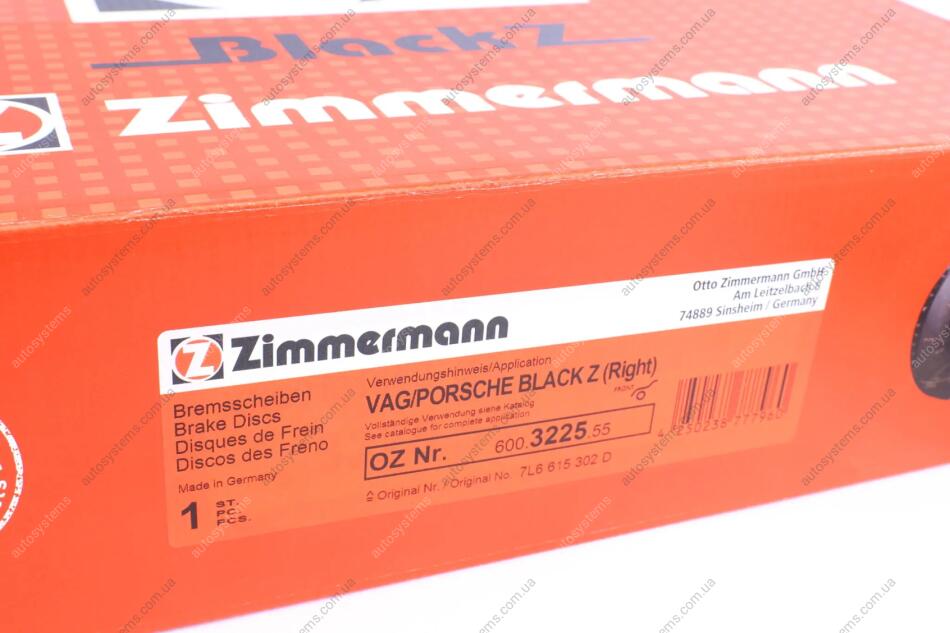 Black Z
Zimmermann
Otto Zimmermann GmbH
Am Leitzelbach 8
74889 Sinsheim / Germany
Z Zimmermann
Bremsscheiben
Brake Discs
Disques de Frein
Discos des Freno
Made in Germany
1 ST.
PC.
PCS.
Verwendungshinweis/Application
VAG/PORSCHE BLACK Z (Right)
FRONT
Vollständige Verwendung siehe Katalog
See catalogue for complete application
OZ Nr. 600.3225.55
≙ Original Nr. / Original No. 7L6 615 302 D
autosystems.com.ua